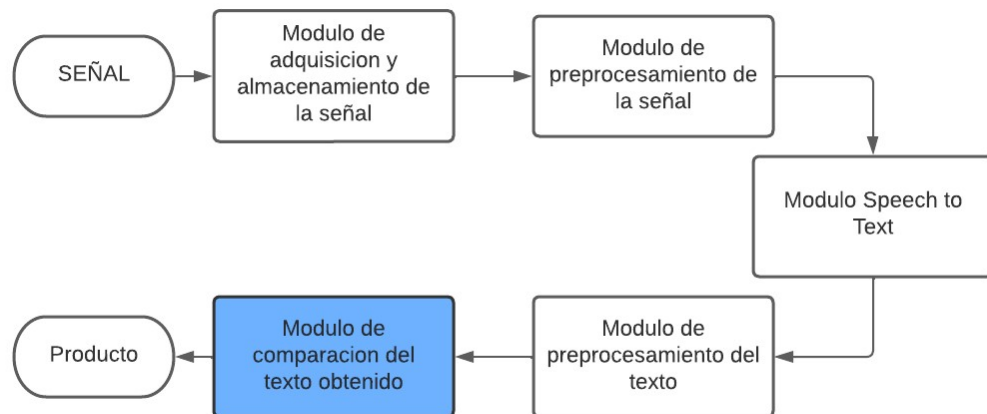 SEÑAL
Modulo de
adquisicion y
almacenamiento de
la señal
Modulo de
preprocesamiento de
la señal
Modulo Speech to
Text
Modulo de
preprocesamiento del
texto
Modulo de
comparacion del
texto obtenido
Producto